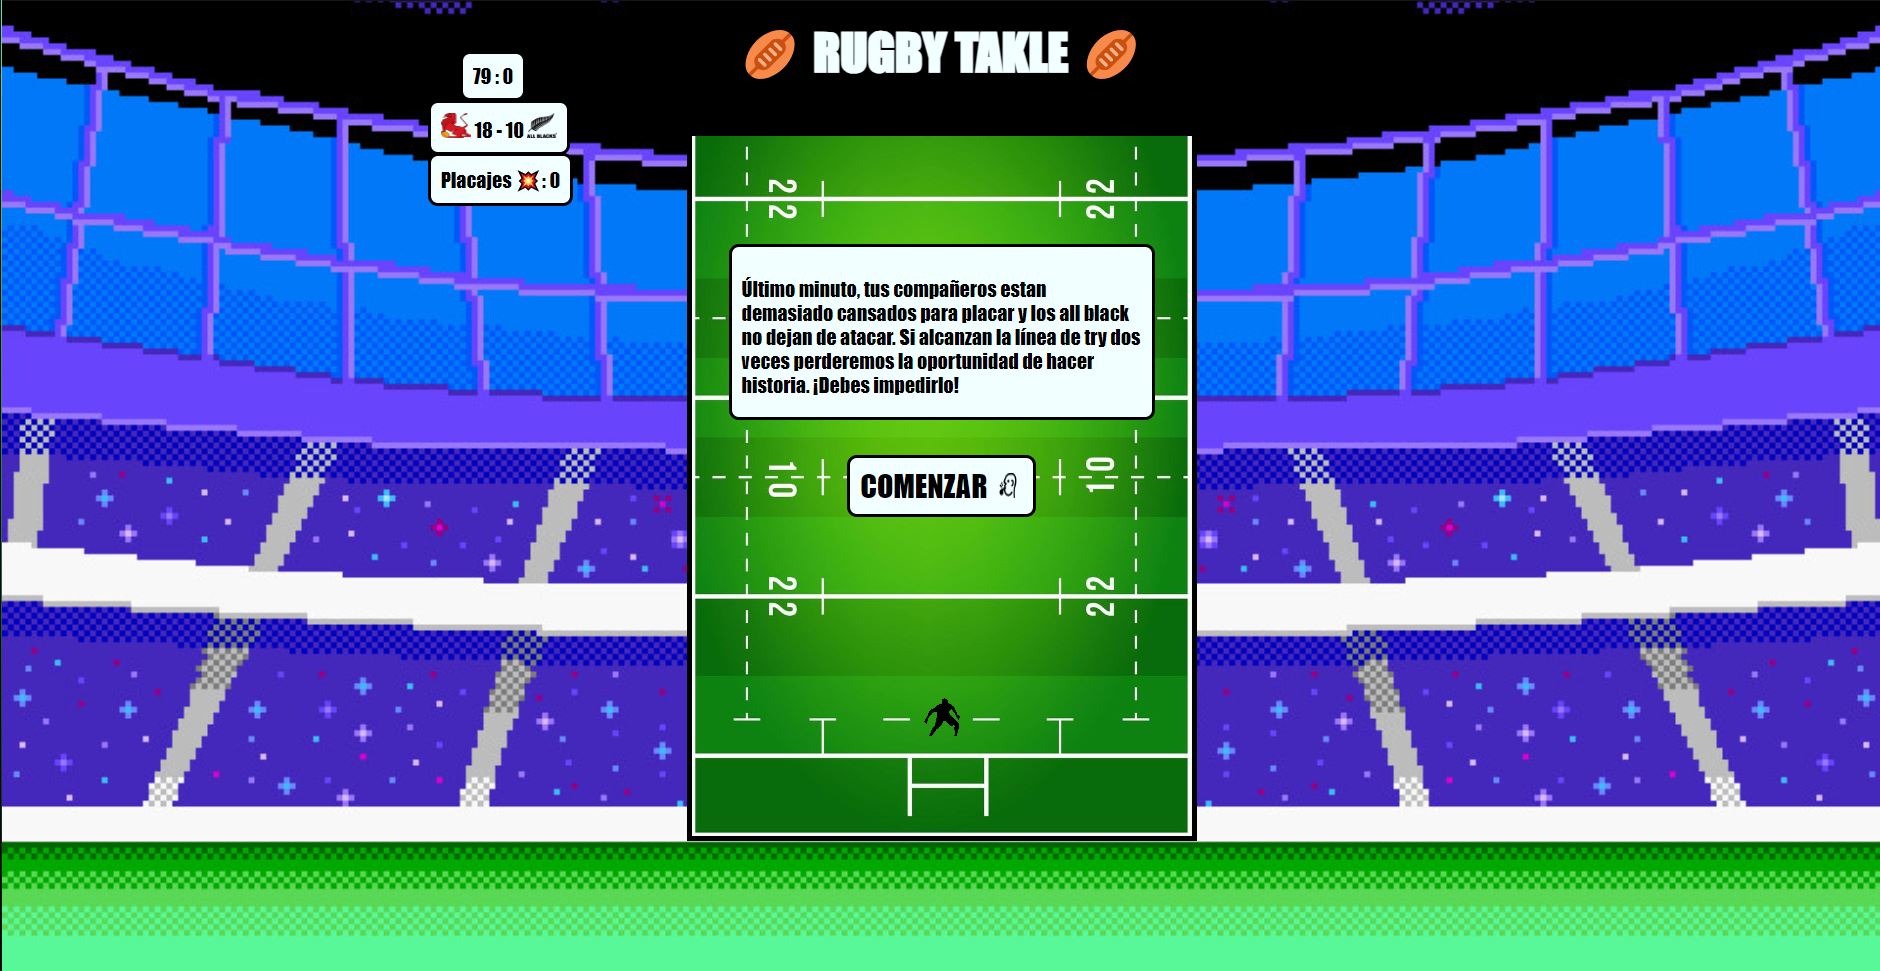 RUGBY TAKLE
79 : 0
18 - 10
ALL BLACKS
Placajes : 0
22 22
Último minuto, tus compañeros estan
demasiado cansados para placar y los all black
no dejan de atacar. Si alcanzan la línea de try dos
veces perderemos la oportunidad de hacer
historia. ¡Debes impedirlo!
10 10
COMENZAR
22 22